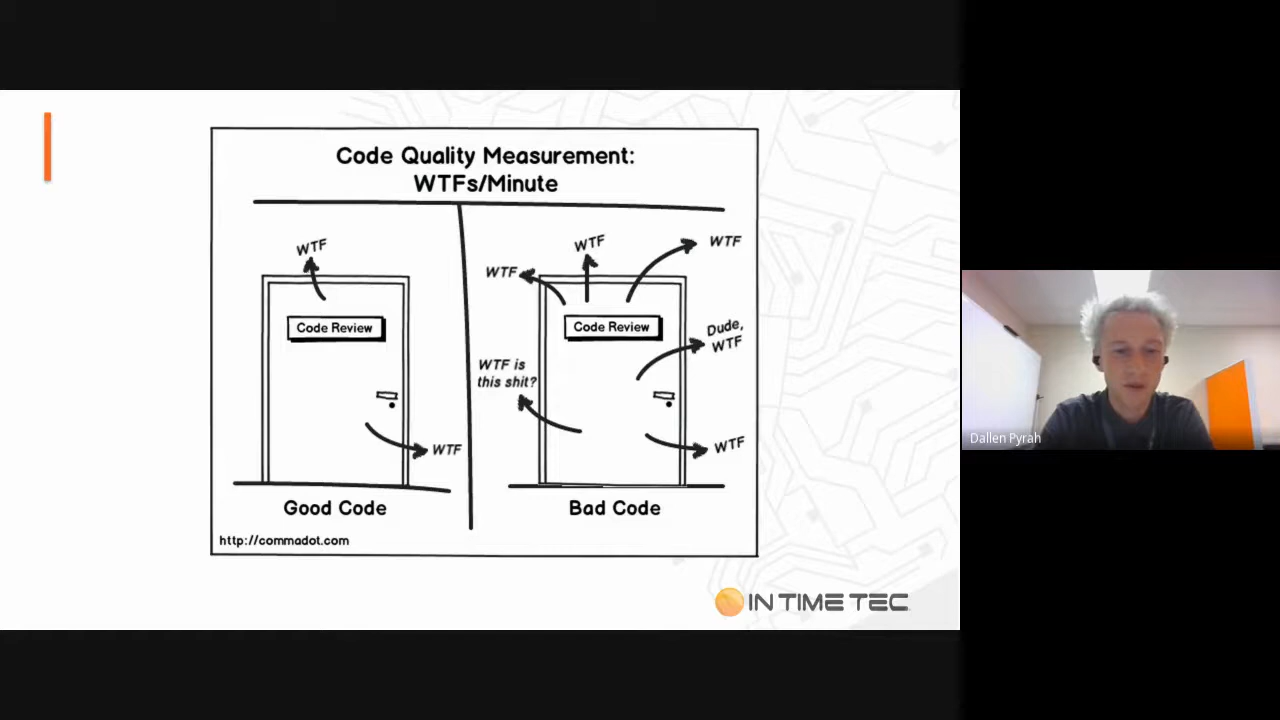 Code Quality Measurement:
WTFs/Minute
WTF
Code Review
WTF
Good Code
http://commadot.com
WTF
WTF
WTF
Code Review
Dude,
WTF
WTF is
this shit?
WTF
Bad Code
IN TIME TEC
Dallen Pyrah